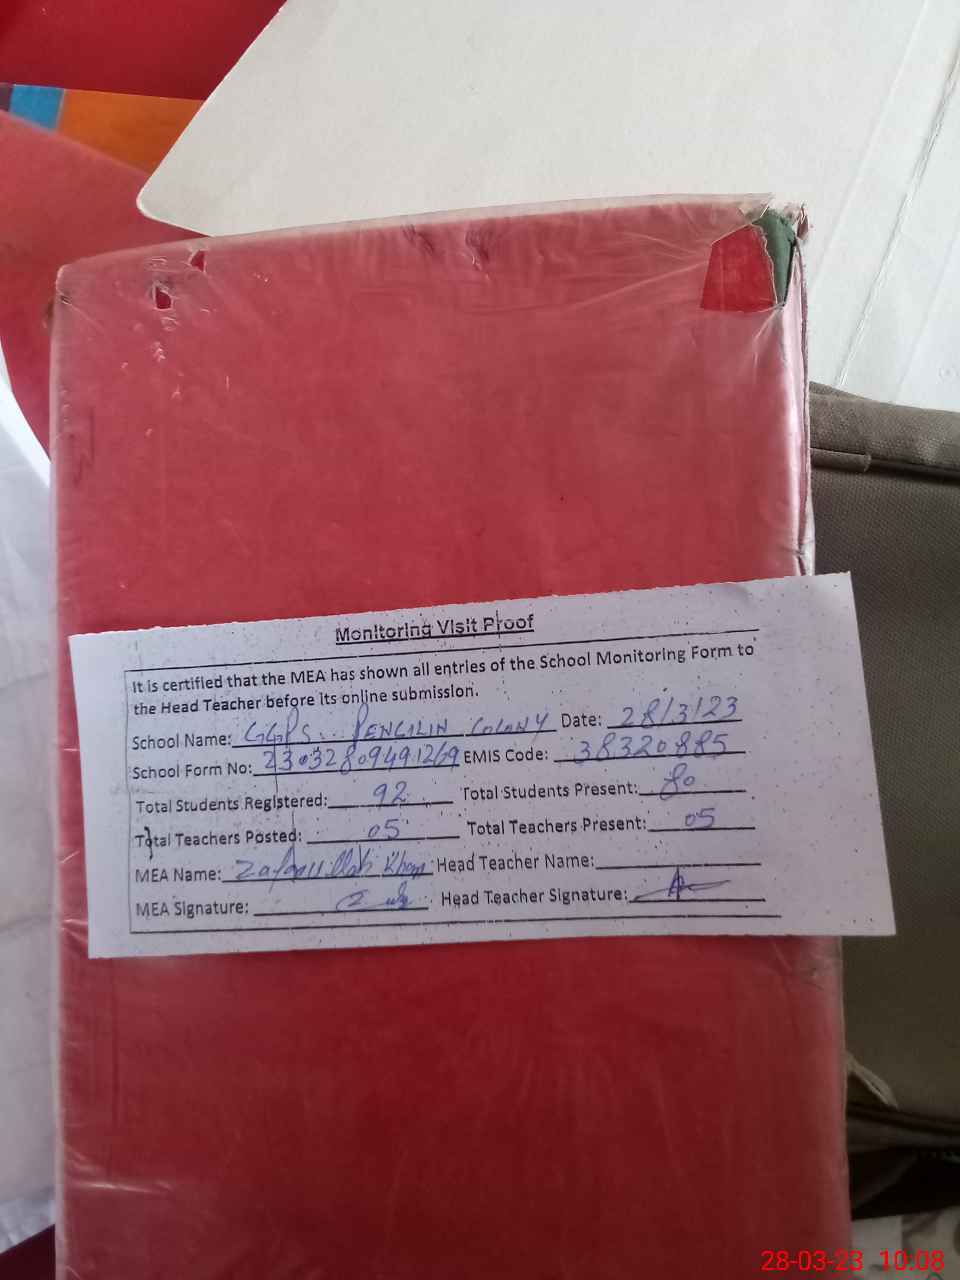 Monitoring Visit Proof
It is certified that the MEA has shown all entries of the School Monitoring Form to
the Head Teacher before its online submission.
School Name: GGPS. PENCILIN COLONY Date: 28/3/23
School Form No: EMIS Code: 38320885
Total Students Registered: 92 Total Students Present: 80
Total Teachers Posted: 05 Total Teachers Present: 05
MEA Name: Zafarullah Khan Head Teacher Name:
MEA Signature: Head Teacher Signature:
28-03-23 10:08